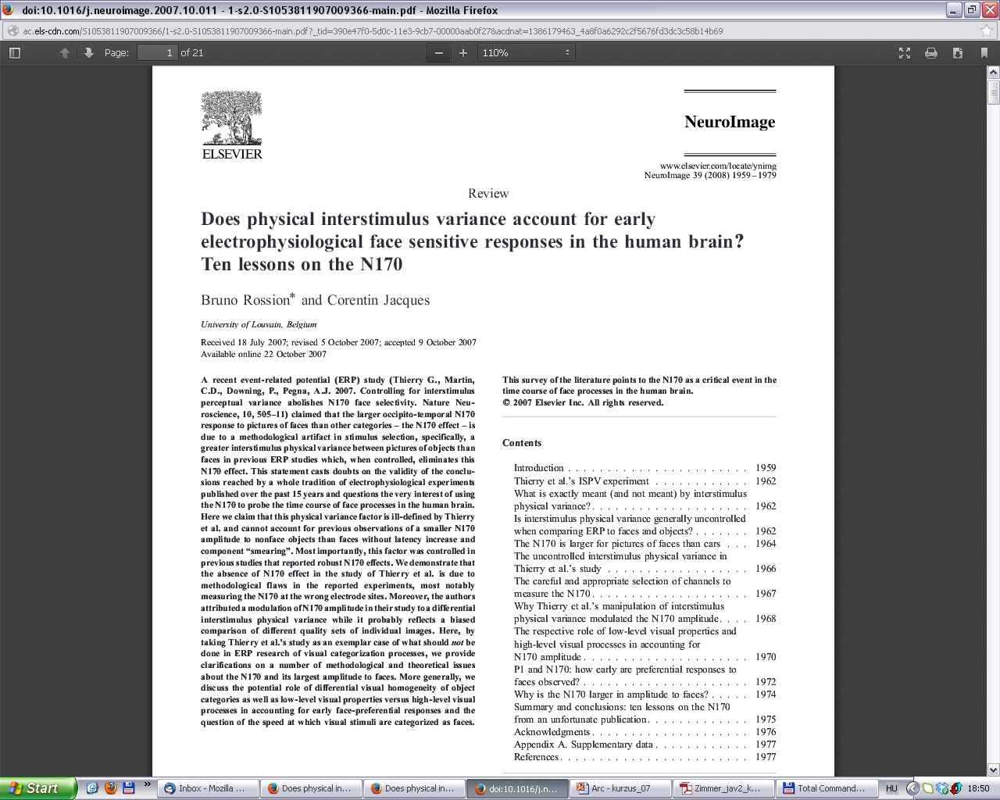 doi:10.1016/j.neuroimage.2007.10.011 - 1-s2.0-S1053811907009366-main.pdf - Mozilla Firefox
ac.els-cdn.com/S1053811907009366/1-s2.0-S1053811907009366-main.pdf?_tid=390e47f0-5d0c-11e3-9cb7-00000aab0f27&acdnat=1386179463_4a8f0a6292c2f5676fd3dc3c58b14b69
Page: 1 of 21
110%
ELSEVIER
NeuroImage
www.elsevier.com/locate/ynimg
NeuroImage 39 (2008) 1959–1979
Review
Does physical interstimulus variance account for early
electrophysiological face sensitive responses in the human brain?
Ten lessons on the N170
Bruno Rossion* and Corentin Jacques
University of Louvain, Belgium
Received 18 July 2007; revised 5 October 2007; accepted 9 October 2007
Available online 22 October 2007
A recent event-related potential (ERP) study (Thierry G., Martin,
C.D., Downing, P., Pegna, A.J. 2007. Controlling for interstimulus
perceptual variance abolishes N170 face selectivity. Nature Neu-
roscience, 10, 505–11) claimed that the larger occipito-temporal N170
response to pictures of faces than other categories – the N170 effect – is
due to a methodological artifact in stimulus selection, specifically, a
greater interstimulus physical variance between pictures of objects than
faces in previous ERP studies which, when controlled, eliminates this
N170 effect. This statement casts doubts on the validity of the conclu-
sions reached by a whole tradition of electrophysiological experiments
published over the past 15 years and questions the very interest of using
the N170 to probe the time course of face processes in the human brain.
Here we claim that this physical variance factor is ill-defined by Thierry
et al. and cannot account for previous observations of a smaller N170
amplitude to nonface objects than faces without latency increase and
component “smearing”. Most importantly, this factor was controlled in
previous studies that reported robust N170 effects. We demonstrate that
the absence of N170 effect in the study of Thierry et al. is due to
methodological flaws in the reported experiments, most notably
measuring the N170 at the wrong electrode sites. Moreover, the authors
attributed a modulation of N170 amplitude in their study to a differential
interstimulus physical variance while it probably reflects a biased
comparison of different quality sets of individual images. Here, by
taking Thierry et al.'s study as an exemplar case of what should not be
done in ERP research of visual categorization processes, we provide
clarifications on a number of methodological and theoretical issues
about the N170 and its largest amplitude to faces. More generally, we
discuss the potential role of differential visual homogeneity of object
categories as well as low-level visual properties versus high-level visual
processes in accounting for early face-preferential responses and the
question of the speed at which visual stimuli are categorized as faces.
This survey of the literature points to the N170 as a critical event in the
time course of face processes in the human brain.
© 2007 Elsevier Inc. All rights reserved.
Contents
Introduction . . . . . . . . . . . . . . . . . . . . . . . . 1959
Thierry et al.'s ISPV experiment . . . . . . . . . . . . 1962
What is exactly meant (and not meant) by interstimulus
physical variance? . . . . . . . . . . . . . . . . . . . . . 1962
Is interstimulus physical variance generally uncontrolled
when comparing ERP to faces and objects? . . . . . . . 1962
The N170 is larger for pictures of faces than cars . . . 1964
The uncontrolled interstimulus physical variance in
Thierry et al.'s study . . . . . . . . . . . . . . . . . . . 1966
The careful and appropriate selection of channels to
measure the N170 . . . . . . . . . . . . . . . . . . . . . 1967
Why Thierry et al.'s manipulation of interstimulus
physical variance modulated the N170 amplitude . . . . 1968
The respective role of low-level visual properties and
high-level visual processes in accounting for
N170 amplitude . . . . . . . . . . . . . . . . . . . . . . 1970
P1 and N170: how early are preferential responses to
faces observed? . . . . . . . . . . . . . . . . . . . . . . 1972
Why is the N170 larger in amplitude to faces? . . . . . 1974
Summary and conclusions: ten lessons on the N170
from an unfortunate publication . . . . . . . . . . . . . . 1975
Acknowledgments . . . . . . . . . . . . . . . . . . . . . 1976
Appendix A. Supplementary data . . . . . . . . . . . . 1977
References . . . . . . . . . . . . . . . . . . . . . . . . . 1977
Start
»
Inbox - Mozilla ...
Does physical in...
Does physical in...
doi:10.1016/j.n...
Arc - kurzus_07
Zimmer_jav2_k...
Total Command...
HU
18:50